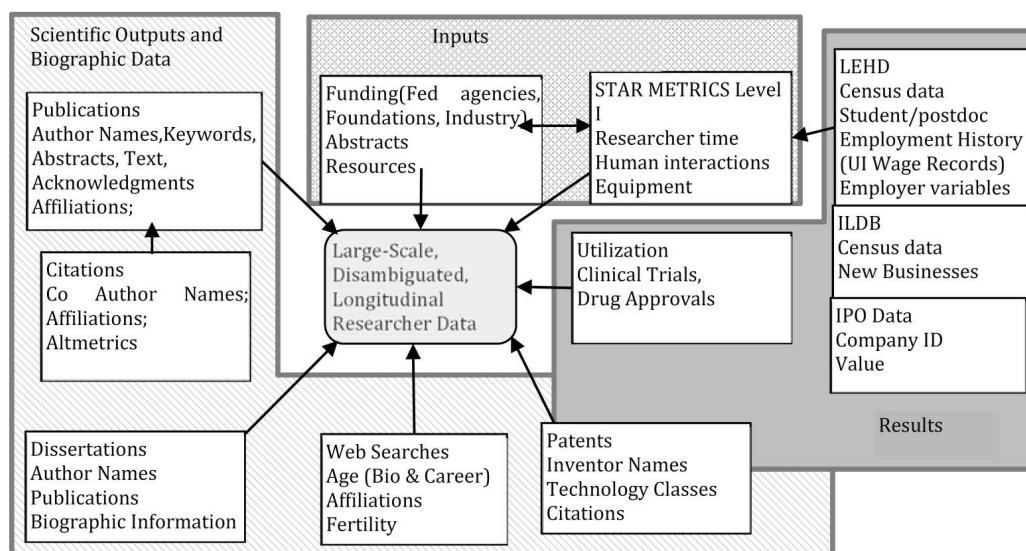 Scientific Outputs and
Biographic Data
Publications
Author Names,Keywords,
Abstracts, Text,
Acknowledgments
Affiliations;
Citations
Co Author Names;
Affiliations;
Altmetrics
Inputs
Funding(Fed agencies,
Foundations, Industry)
Abstracts
Resources
STAR METRICS Level
I
Researcher time
Human interactions
Equipment
LEHD
Census data
Student/postdoc
Employment History
(UI Wage Records)
Employer variables
ILDB
Census data
New Businesses
IPO Data
Company ID
Value
Results
Large-Scale,
Disambiguated,
Longitudinal
Researcher Data
Utilization
Clinical Trials,
Drug Approvals
Dissertations
Author Names
Publications
Biographic Information
Web Searches
Age (Bio & Career)
Affiliations
Fertility
Patents
Inventor Names
Technology Classes
Citations